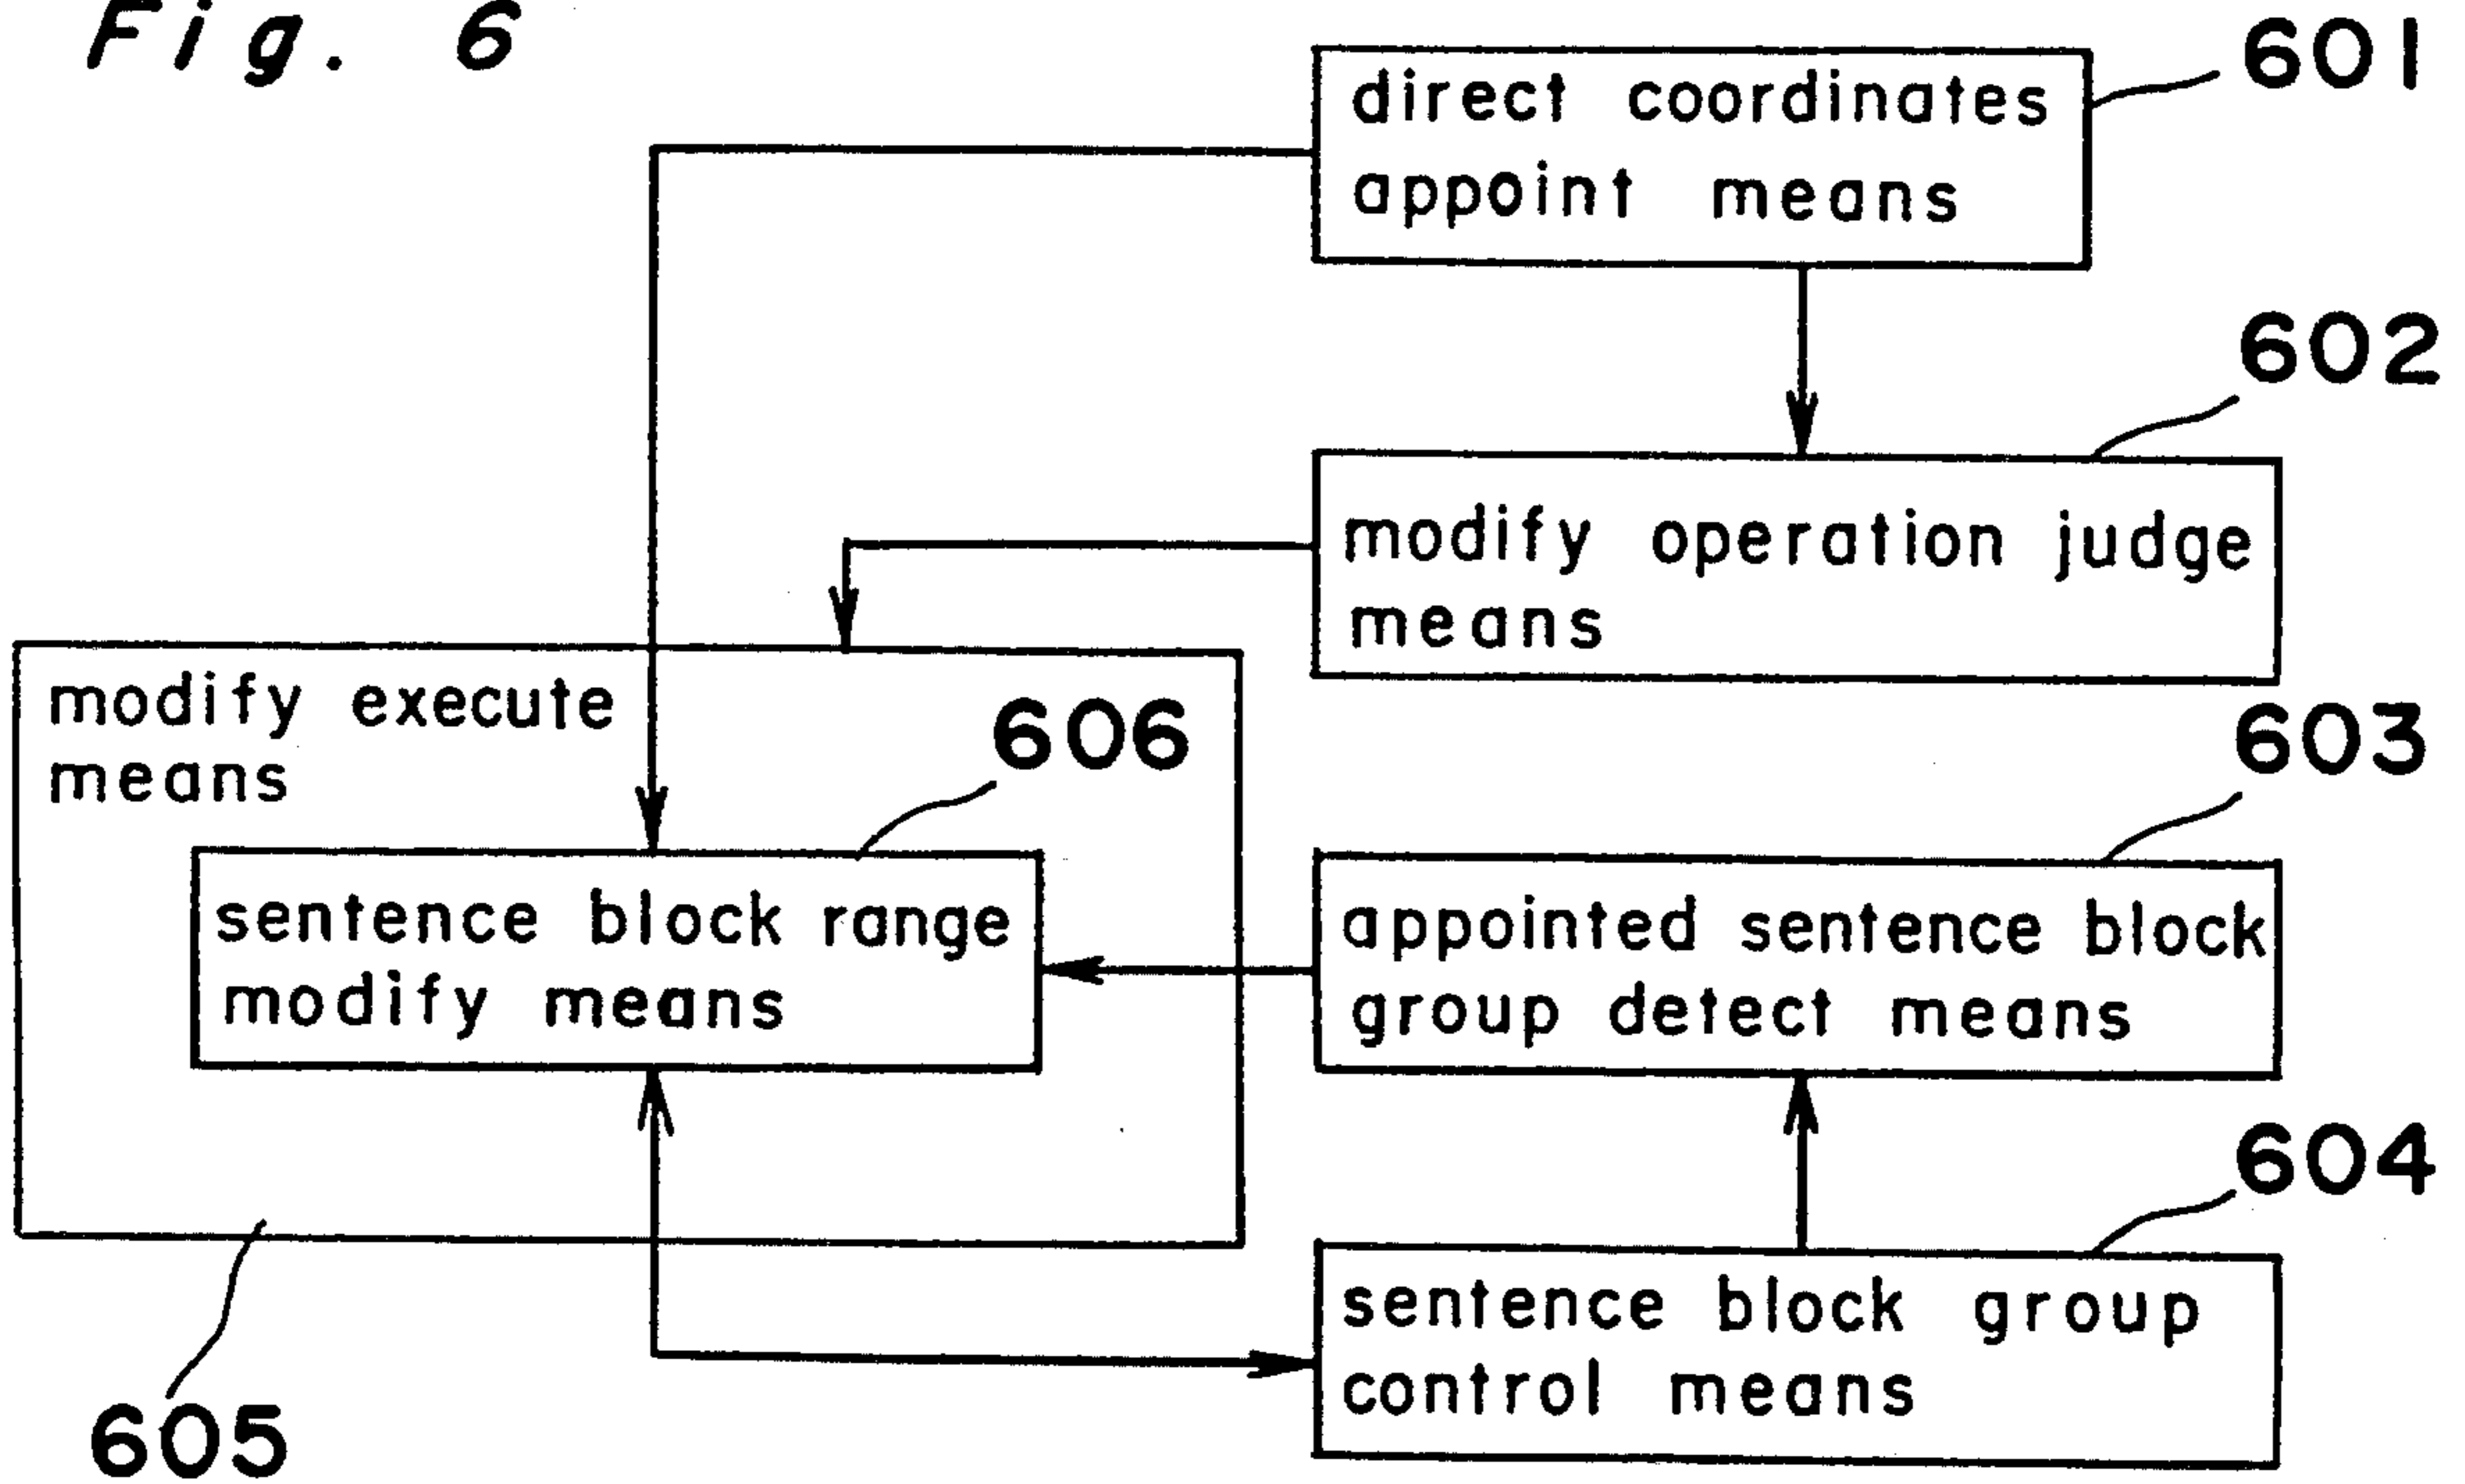 Fig. 6
601
direct coordinates
appoint means
602
modify operation judge
means
modify execute
means
606
603
sentence block range
modify means
appointed sentence block
group detect means
604
sentence block group
control means
605